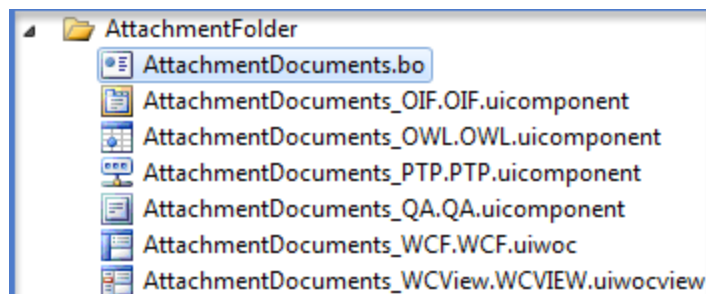 AttachmentFolder
AttachmentDocuments.bo
AttachmentDocuments_OIF.OIF.uicomponent
AttachmentDocuments_OWL.OWL.uicomponent
AttachmentDocuments_PTP.PTP.uicomponent
AttachmentDocuments_QA.QA.uicomponent
AttachmentDocuments_WCF.WCF.uiwoc
AttachmentDocuments_WCView.WCVIEW.uiwocview